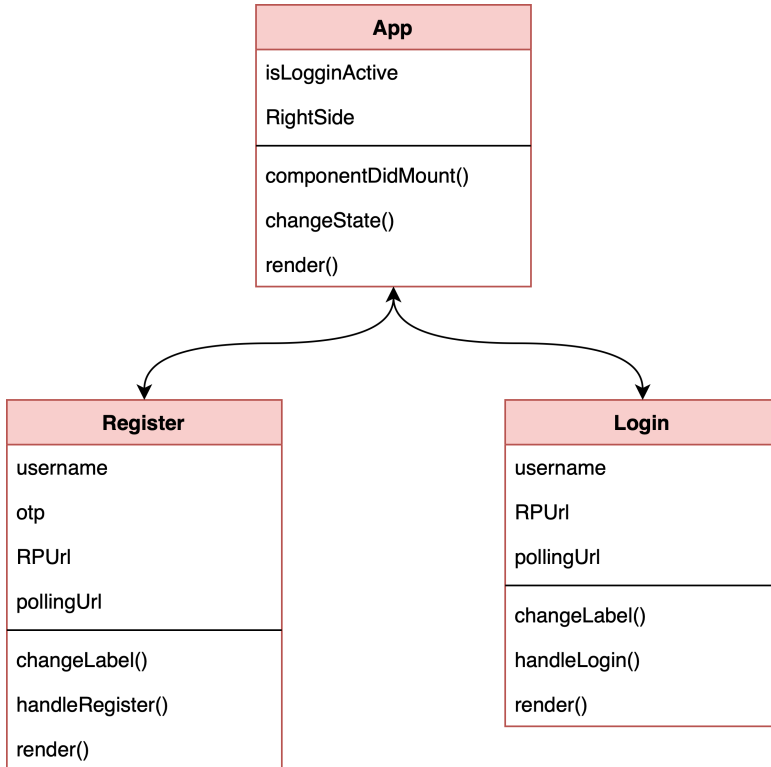 App
isLogginActive
RightSide
componentDidMount()
changeState()
render()
Register
username
otp
RPUrl
pollingUrl
changeLabel()
handleRegister()
render()
Login
username
RPUrl
pollingUrl
changeLabel()
handleLogin()
render()